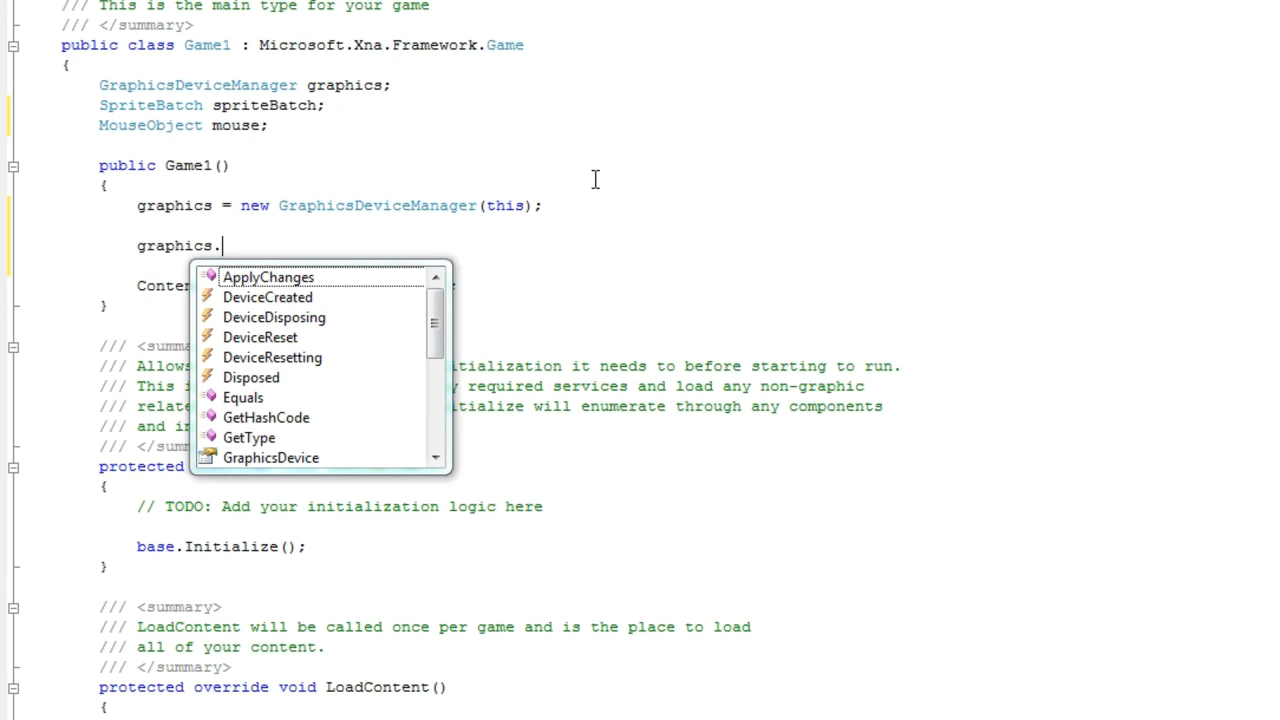 /// This is the main type for your game
/// </summary>
public class Game1 : Microsoft.Xna.Framework.Game
{
GraphicsDeviceManager graphics;
SpriteBatch spriteBatch;
MouseObject mouse;
public Game1()
{
graphics = new GraphicsDeviceManager(this);
graphics.
ApplyChanges
Conten ;
DeviceCreated
}
DeviceDisposing
DeviceReset
/// <summa
DeviceResetting
/// Allows itialization it needs to before starting to run.
Disposed
/// This i y required services and load any non-graphic
Equals
/// relate itialize will enumerate through any components
GetHashCode
/// and in
GetType
/// </summ
GraphicsDevice
protected
{
// TODO: Add your initialization logic here
base.Initialize();
}
/// <summary>
/// LoadContent will be called once per game and is the place to load
/// all of your content.
/// </summary>
protected override void LoadContent()
{